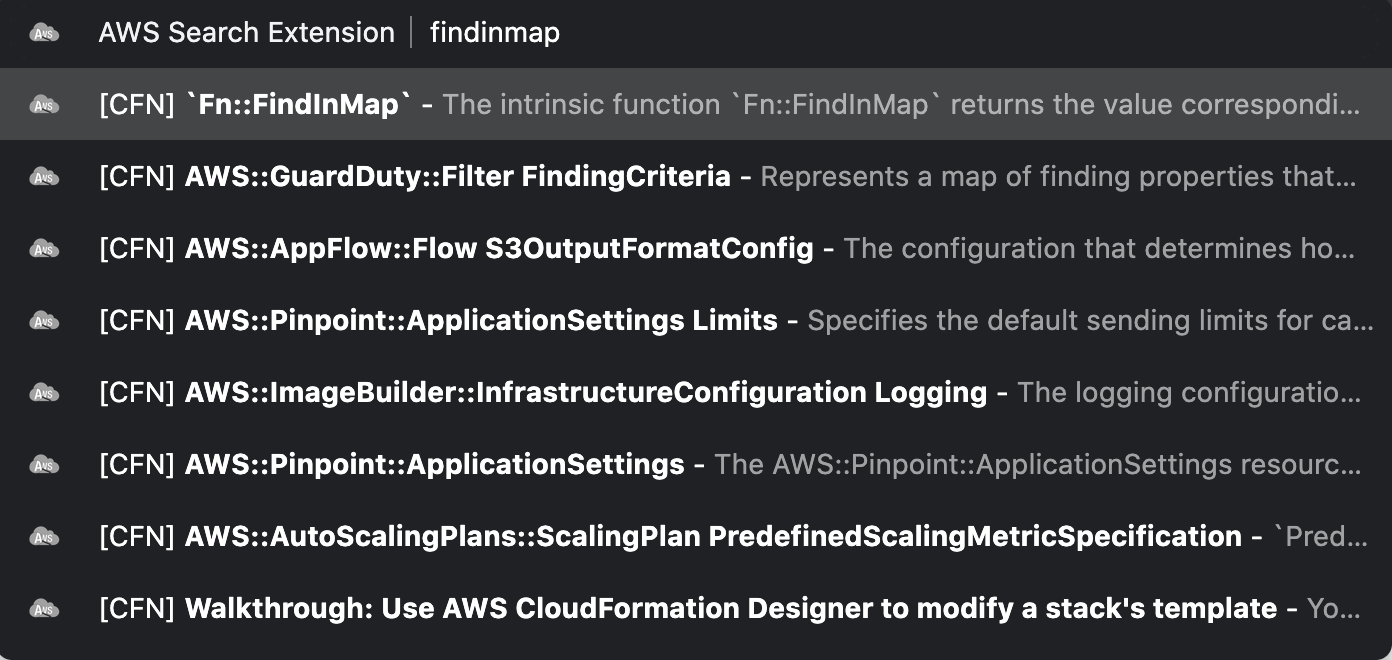 AWS Search Extension | findinmap
[CFN] `Fn::FindInMap` - The intrinsic function `Fn::FindInMap` returns the value correspondi...
[CFN] AWS::GuardDuty::Filter FindingCriteria - Represents a map of finding properties that...
[CFN] AWS::AppFlow::Flow S3OutputFormatConfig - The configuration that determines ho...
[CFN] AWS::Pinpoint::ApplicationSettings Limits - Specifies the default sending limits for ca...
[CFN] AWS::ImageBuilder::InfrastructureConfiguration Logging - The logging configuratio...
[CFN] AWS::Pinpoint::ApplicationSettings - The AWS::Pinpoint::ApplicationSettings resourc...
[CFN] AWS::AutoScalingPlans::ScalingPlan PredefinedScalingMetricSpecification - `Pred...
[CFN] Walkthrough: Use AWS CloudFormation Designer to modify a stack's template - Yo...